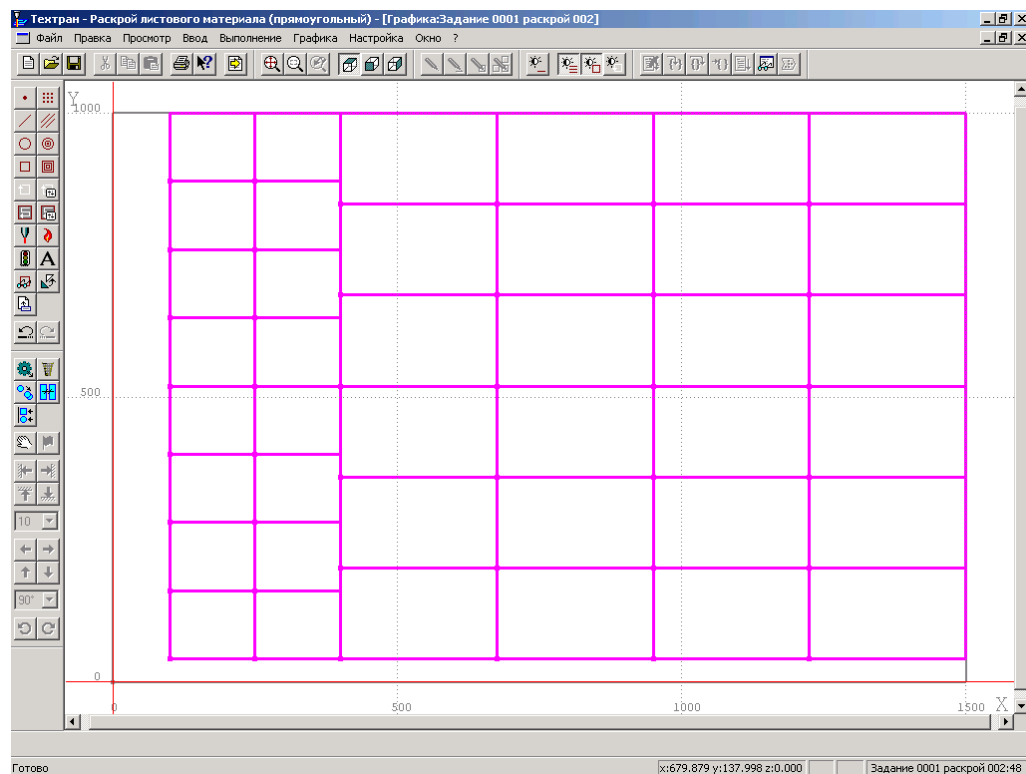 Техтран - Раскрой листового материала (прямоугольный) - [Графика:Задание 0001 раскрой 002]
Файл Правка Просмотр Ввод Выполнение Графика Настройка Окно ?
Y
1000
500
0
0 500 1000 1500 X
A
10
90°
Готово x:679.879 y:137.998 z:0.000 Задание 0001 раскрой 002:48